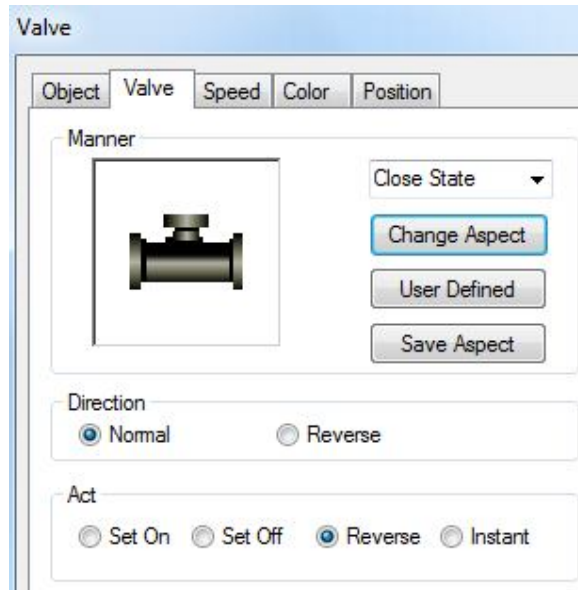 Valve
Object Valve Speed Color Position
Manner
Close State
Change Aspect
User Defined
Save Aspect
Direction
Normal Reverse
Act
Set On Set Off Reverse Instant